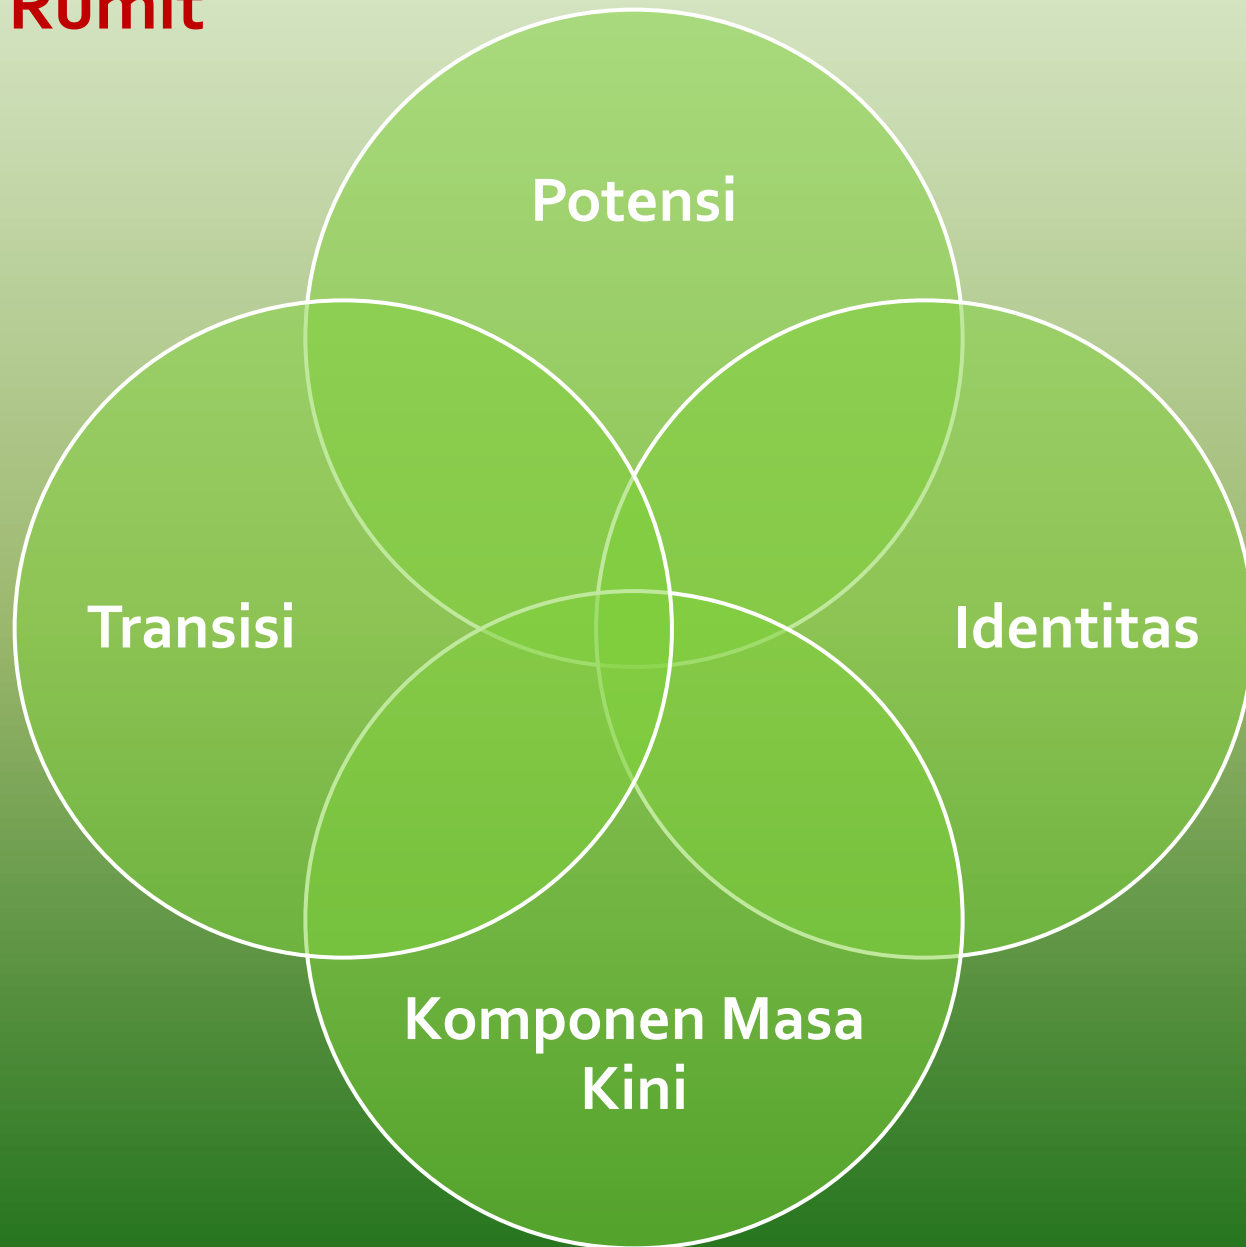 Rumit
Potensi
Transisi
Identitas
Komponen Masa
Kini